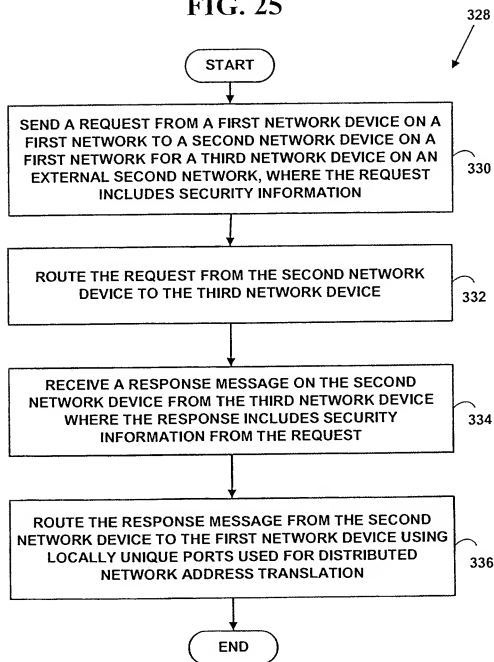 FIG. 25
328
START
SEND A REQUEST FROM A FIRST NETWORK DEVICE ON A
FIRST NETWORK TO A SECOND NETWORK DEVICE ON A
FIRST NETWORK FOR A THIRD NETWORK DEVICE ON AN
EXTERNAL SECOND NETWORK, WHERE THE REQUEST
INCLUDES SECURITY INFORMATION
330
ROUTE THE REQUEST FROM THE SECOND NETWORK
DEVICE TO THE THIRD NETWORK DEVICE
332
RECEIVE A RESPONSE MESSAGE ON THE SECOND
NETWORK DEVICE FROM THE THIRD NETWORK DEVICE
WHERE THE RESPONSE INCLUDES SECURITY
INFORMATION FROM THE REQUEST
334
ROUTE THE RESPONSE MESSAGE FROM THE SECOND
NETWORK DEVICE TO THE FIRST NETWORK DEVICE USING
LOCALLY UNIQUE PORTS USED FOR DISTRIBUTED
NETWORK ADDRESS TRANSLATION
336
END